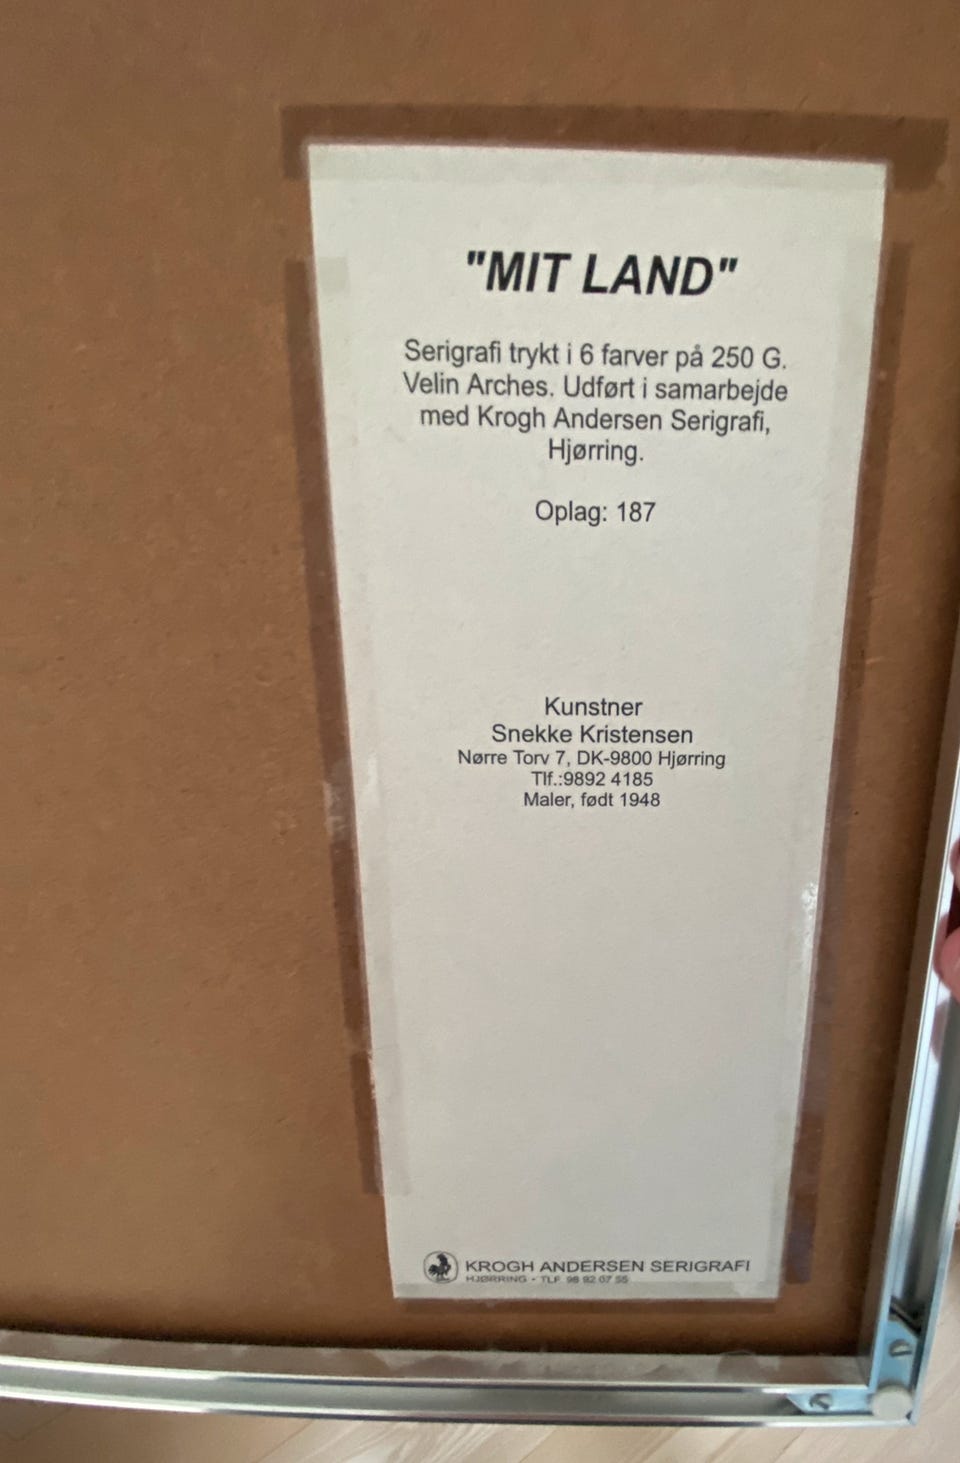 "MIT LAND"
Serigrafi trykt i 6 farver på 250 G.
Velin Arches. Udført i samarbejde
med Krogh Andersen Serigrafi,
Hjørring.
Oplag: 187
Kunstner
Snekke Kristensen
Nørre Torv 7, DK-9800 Hjørring
Tlf.:9892 4185
Maler, født 1948
KROGH ANDERSEN SERIGRAFI
HJØRRING - TLF. 98 92 07 55